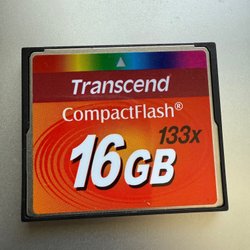 Transcend
CompactFlash®
133x
16GB